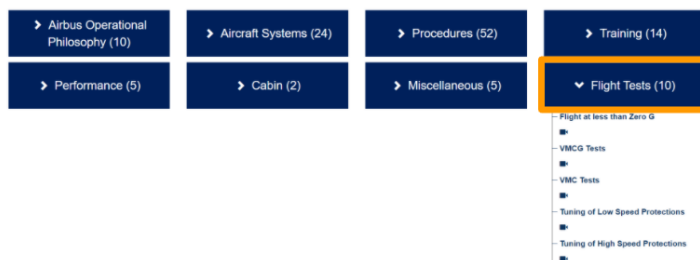 Airbus Operational
Philosophy (10)
Aircraft Systems (24)
Procedures (52)
Training (14)
Performance (5)
Cabin (2)
Miscellaneous (5)
Flight Tests (10)
Flight at less than Zero G
VMCG Tests
VMC Tests
Tuning of Low Speed Protections
Tuning of High Speed Protections